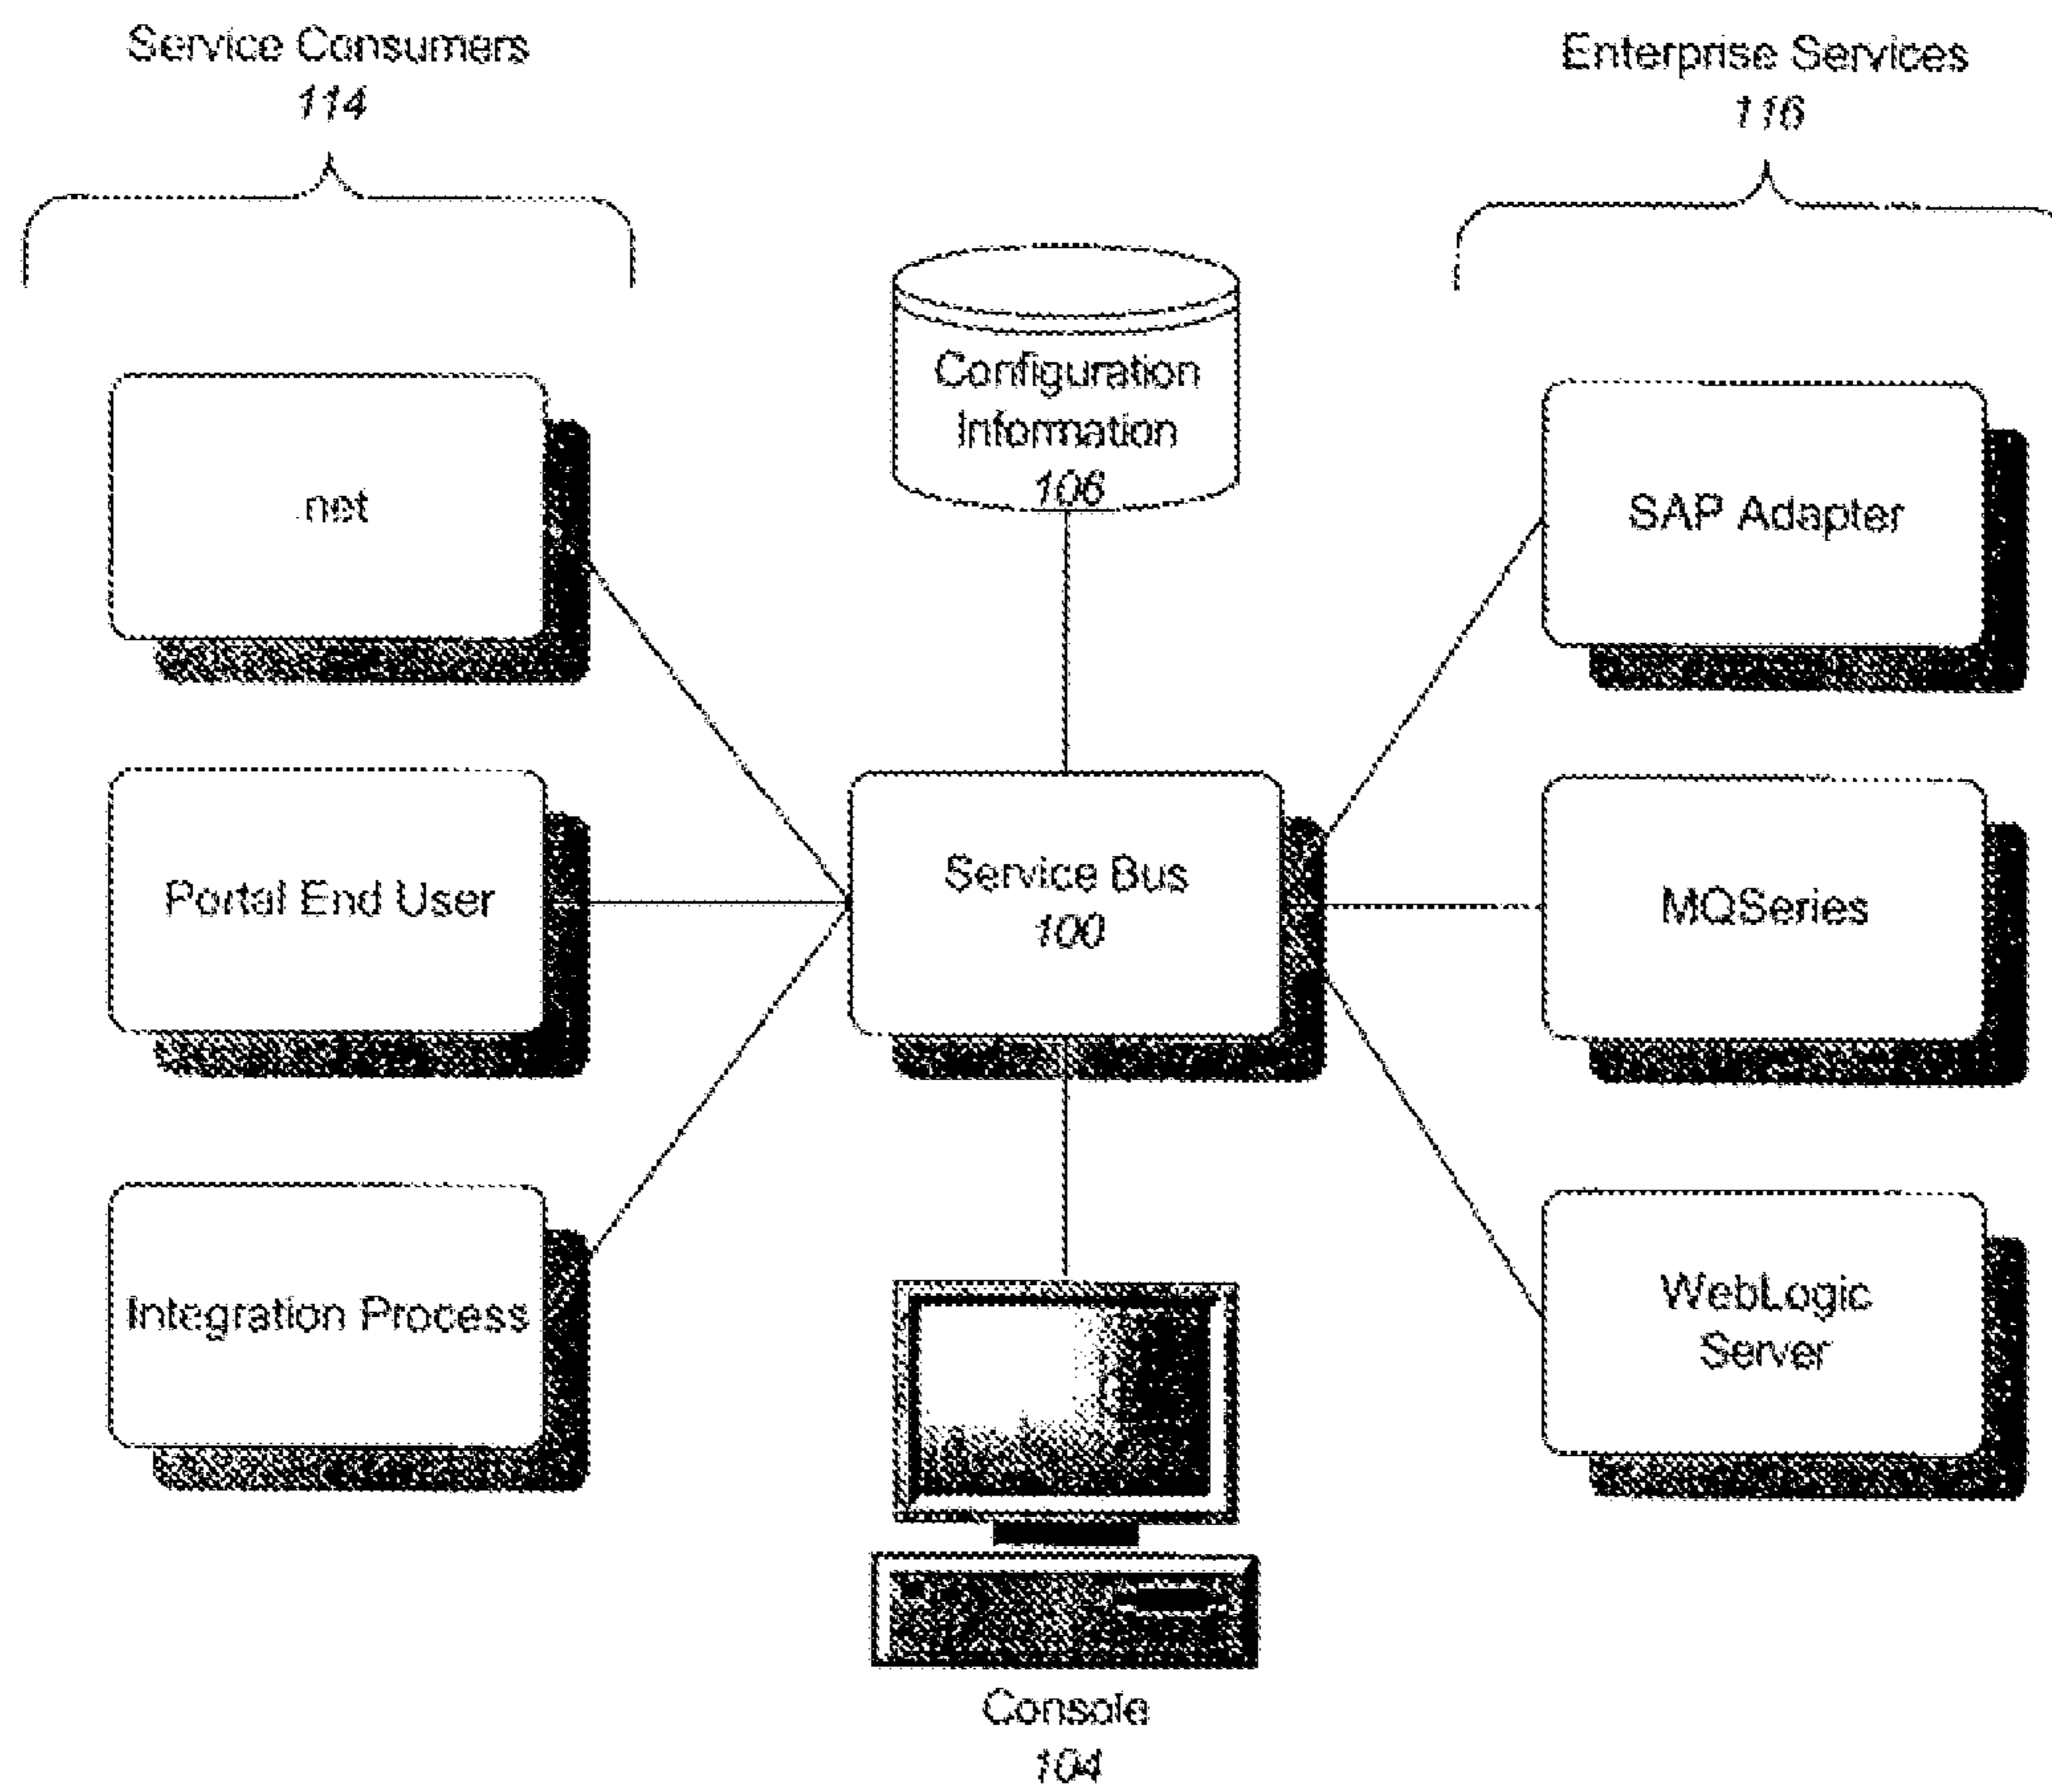 Service Consumers
114
Enterprise Services
116
Configuration
Information
106
.net
SAP Adapter
Portal End User
Service Bus
100
MQSeries
Integration Process
WebLogic
Server
Console
104